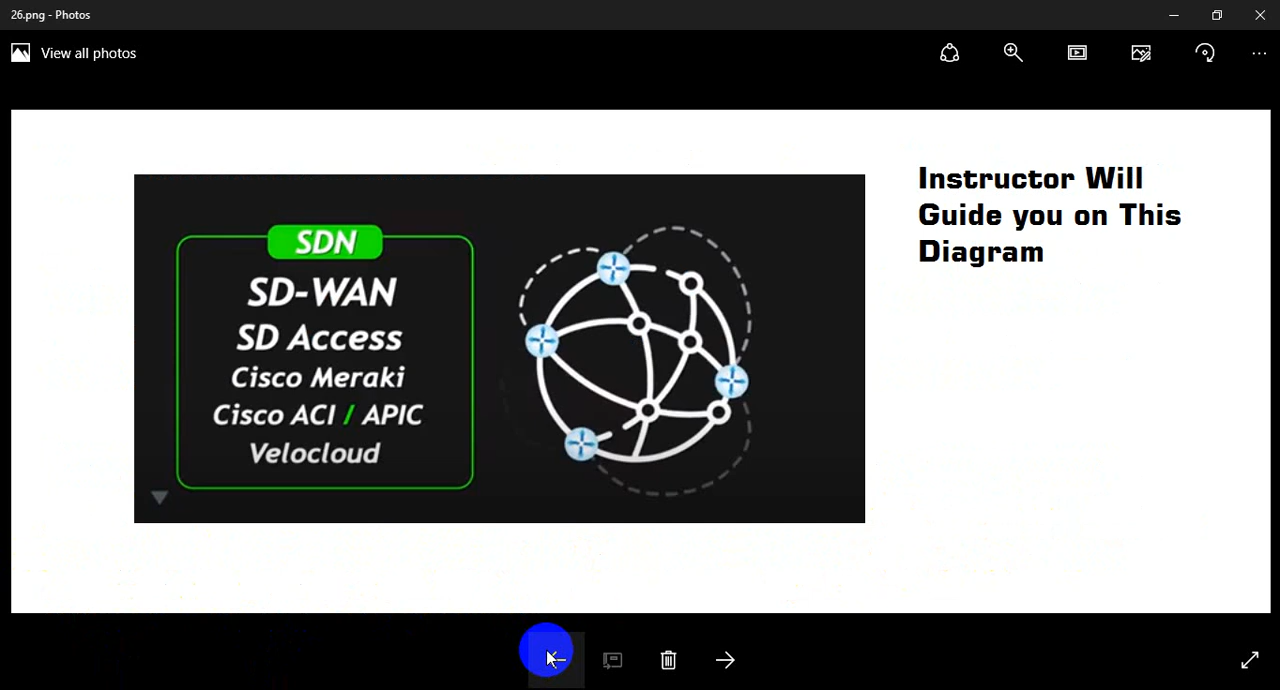 26.png - Photos
View all photos
Instructor Will
Guide you on This
Diagram
SDN
SD-WAN
SD Access
Cisco Meraki
Cisco ACI / APIC
Velocloud